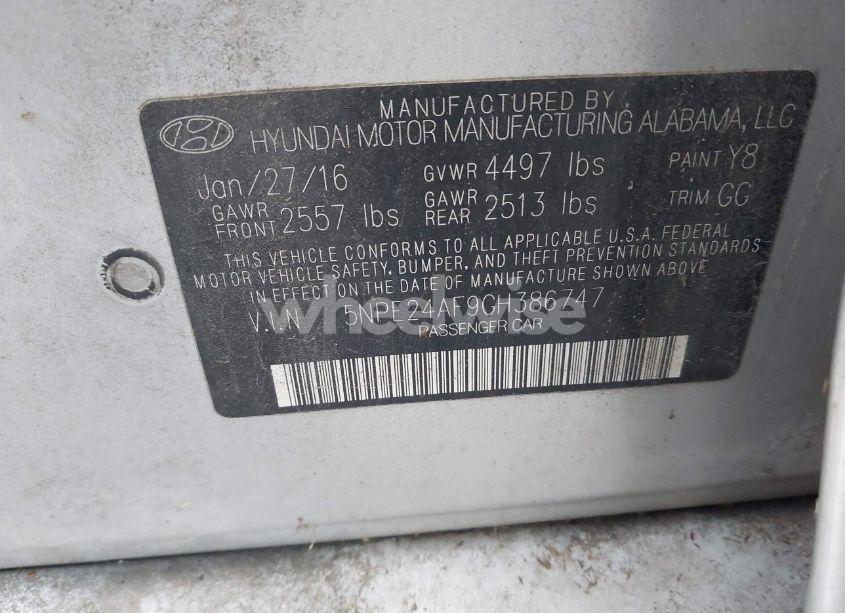 MANUFACTURED BY
HYUNDAI MOTOR MANUFACTURING ALABAMA, LLC
Jan/27/16 GVWR 4497 lbs PAINT Y8
GAWR FRONT 2557 lbs GAWR REAR 2513 lbs TRIM GG
THIS VEHICLE CONFORMS TO ALL APPLICABLE U.S.A. FEDERAL
MOTOR VEHICLE SAFETY, BUMPER, AND THEFT PREVENTION STANDARDS
IN EFFECT ON THE DATE OF MANUFACTURE SHOWN ABOVE
V.I.N : 5NPE24AF9GH386747
PASSENGER CAR
wheelwise